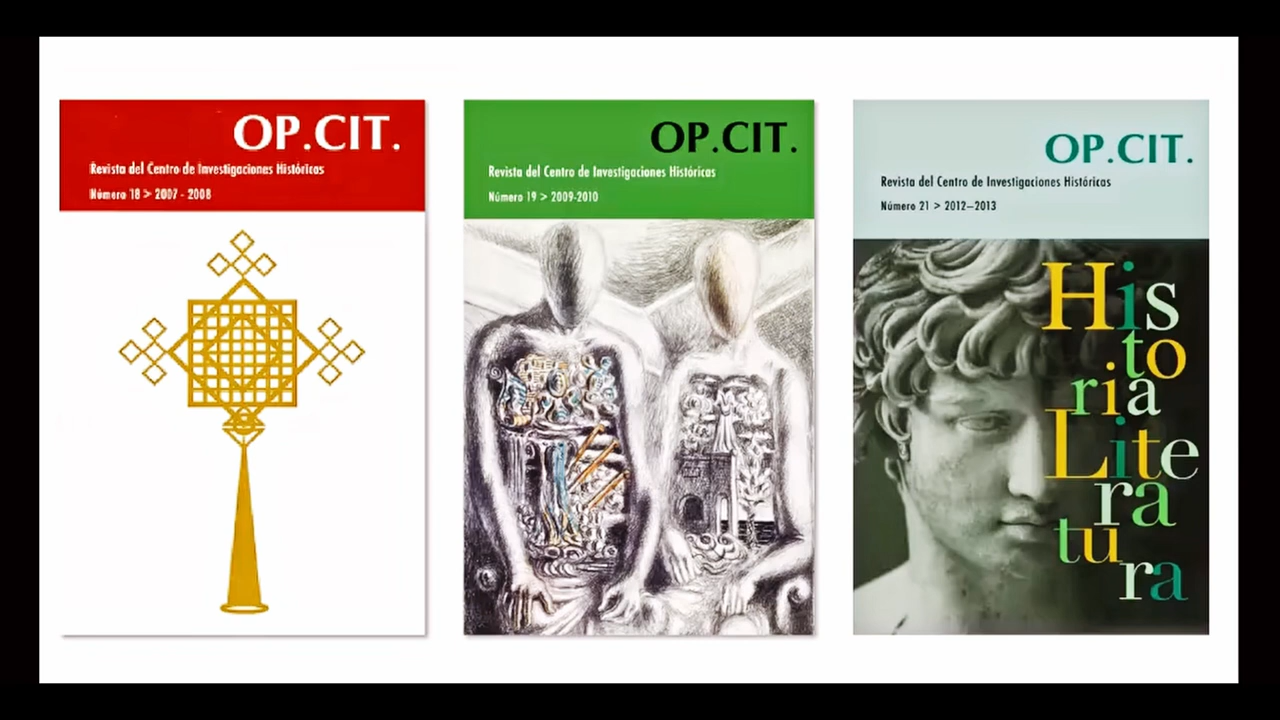 OP.CIT.
Revista del Centro de Investigaciones Históricas
Número 18 > 2007 - 2008
OP.CIT.
Revista del Centro de Investigaciones Históricas
Número 19 > 2009-2010
OP.CIT.
Revista del Centro de Investigaciones Históricas
Número 21 > 2012–2013
His
to
ria
Lite
ra
tu
ra